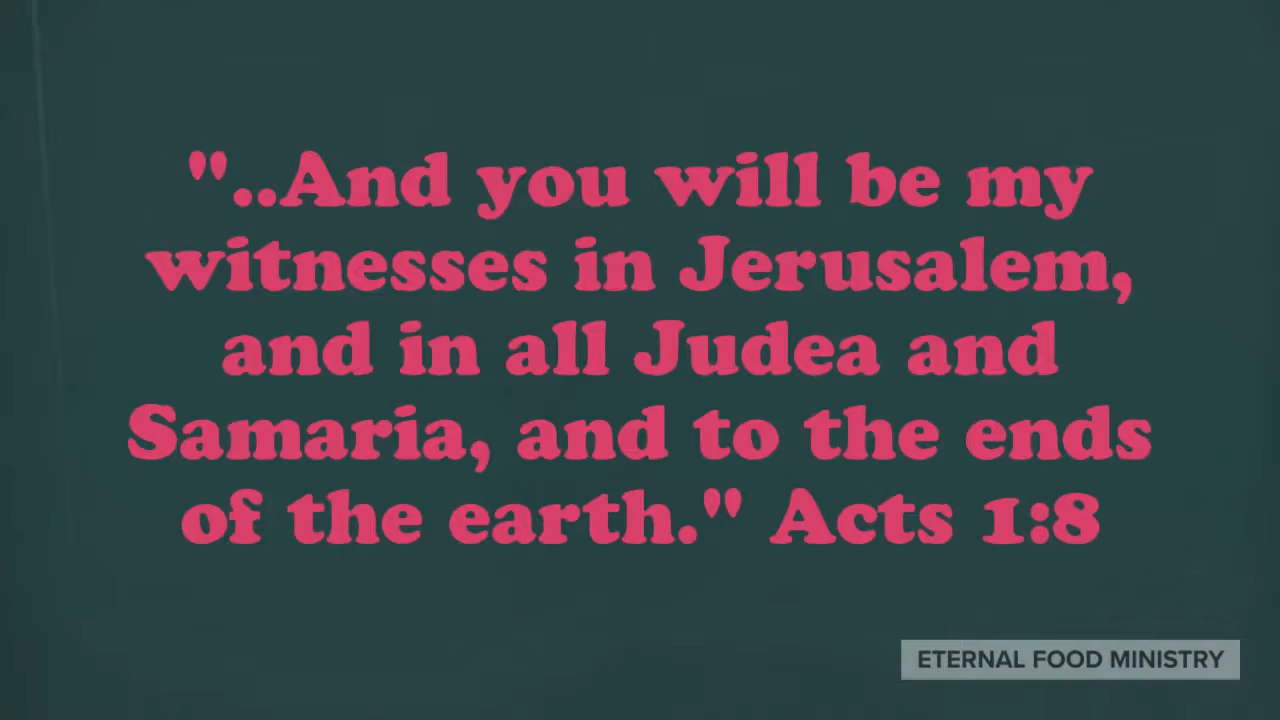 "..And you will be my
witnesses in Jerusalem,
and in all Judea and
Samaria, and to the ends
of the earth." Acts 1:8
ETERNAL FOOD MINISTRY